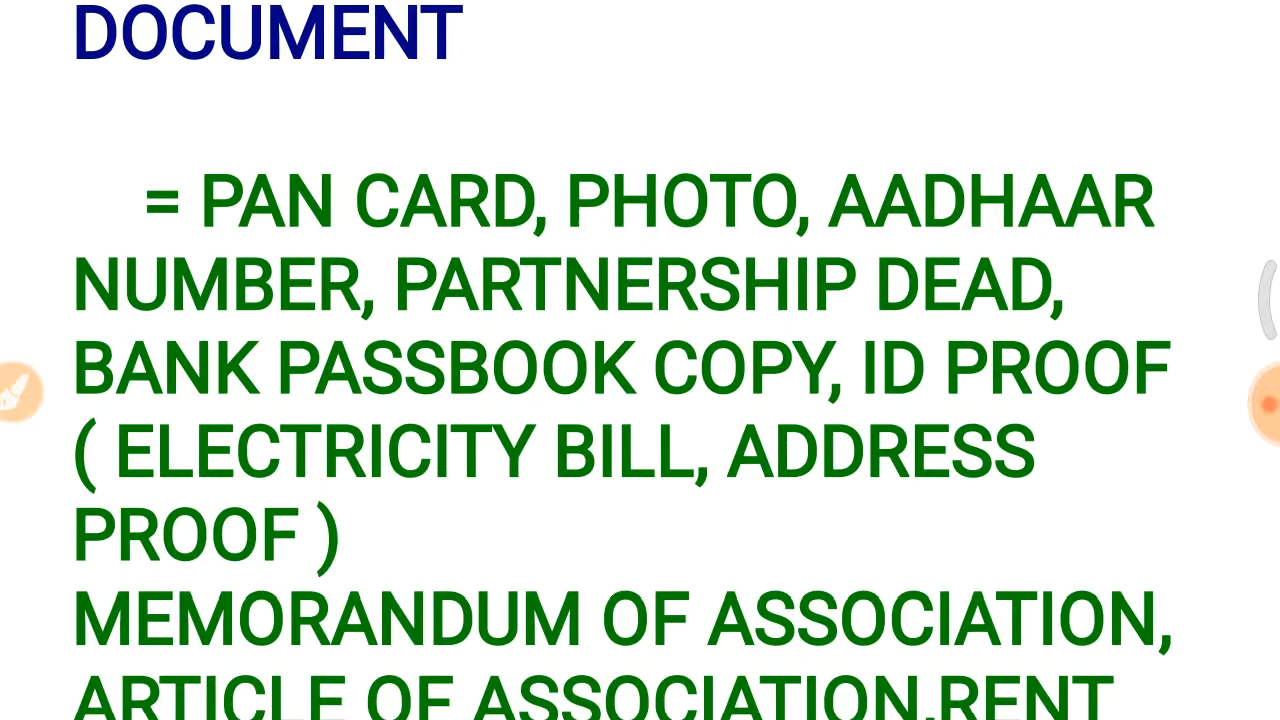 DOCUMENT
= PAN CARD, PHOTO, AADHAAR
NUMBER, PARTNERSHIP DEAD,
BANK PASSBOOK COPY, ID PROOF
( ELECTRICITY BILL, ADDRESS
PROOF )
MEMORANDUM OF ASSOCIATION,
ARTICLE OF ASSOCIATION,RENT